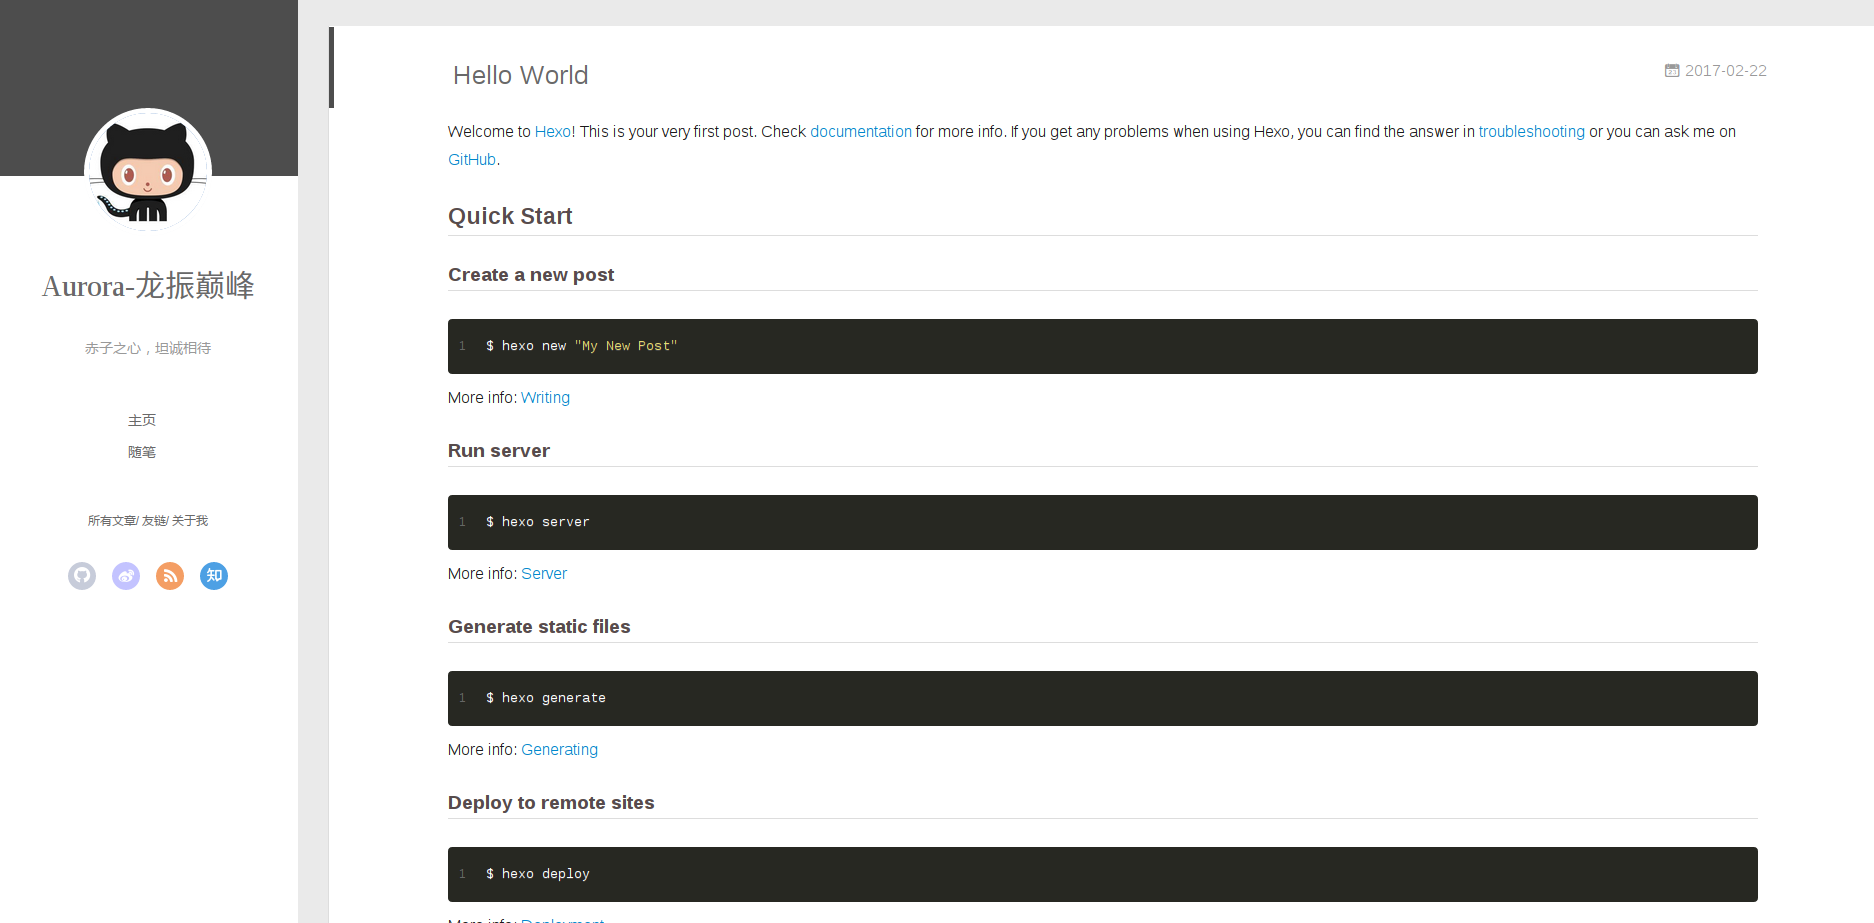 Aurora-龙振巅峰
赤子之心，坦诚相待
主页
随笔
所有文章/ 友链/ 关于我
知
Hello World
2017-02-22
Welcome to Hexo! This is your very first post. Check documentation for more info. If you get any problems when using Hexo, you can find the answer in troubleshooting or you can ask me on
GitHub.
Quick Start
Create a new post
1 $ hexo new "My New Post"
More info: Writing
Run server
1 $ hexo server
More info: Server
Generate static files
1 $ hexo generate
More info: Generating
Deploy to remote sites
1 $ hexo deploy
More info: Deployment